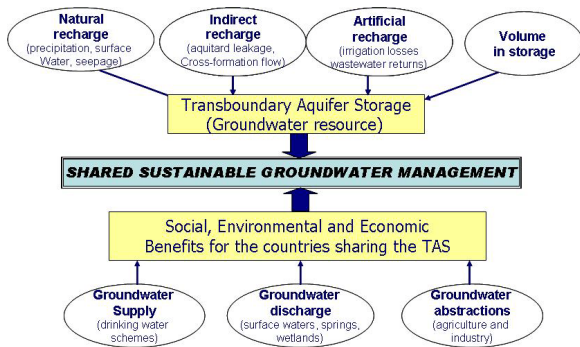 Natural
recharge
(precipitation, surface
Water, seepage)
Indirect
recharge
(aquitard leakage,
Cross-formation flow)
Artificial
recharge
(irrigation losses
wastewater returns)
Volume
in storage
Transboundary Aquifer Storage
(Groundwater resource)
SHARED SUSTAINABLE GROUNDWATER MANAGEMENT
Social, Environmental and Economic
Benefits for the countries sharing the TAS
Groundwater
Supply
(drinking water
schemes)
Groundwater
discharge
(surface waters, springs,
wetlands)
Groundwater
abstractions
(agriculture and
industry)